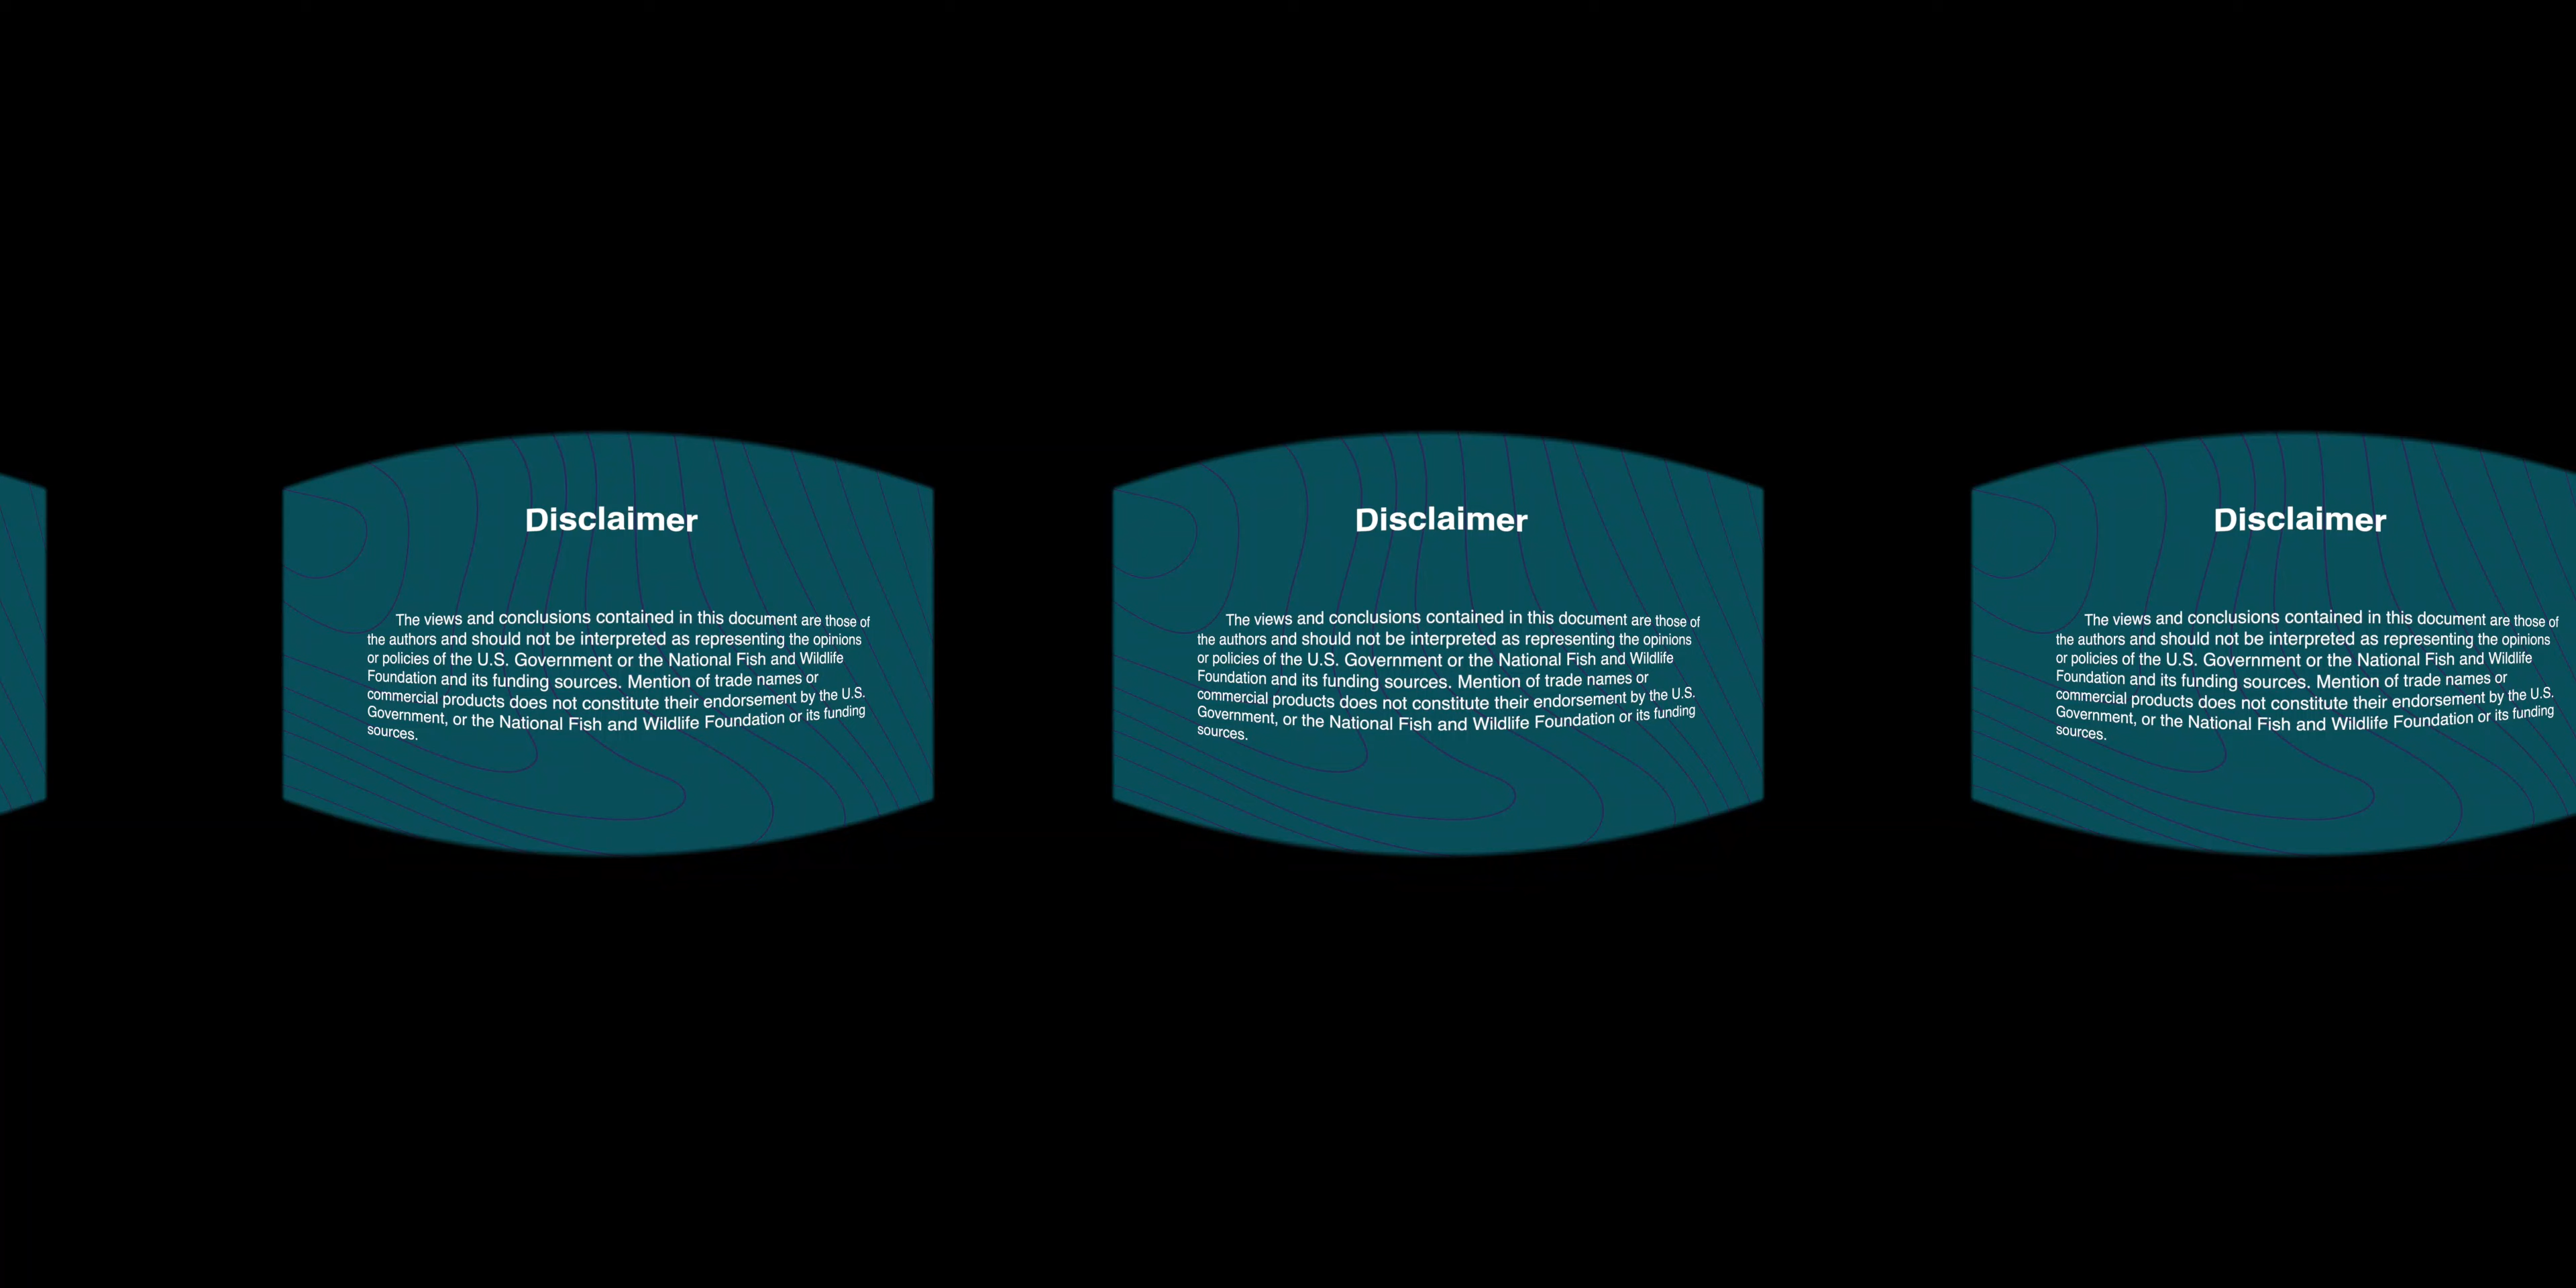 Disclaimer
The views and conclusions contained in this document are those of
the authors and should not be interpreted as representing the opinions
or policies of the U.S. Government or the National Fish and Wildlife
Foundation and its funding sources. Mention of trade names or
commercial products does not constitute their endorsement by the U.S.
Government, or the National Fish and Wildlife Foundation or its funding
sources.
Disclaimer
The views and conclusions contained in this document are those of
the authors and should not be interpreted as representing the opinions
or policies of the U.S. Government or the National Fish and Wildlife
Foundation and its funding sources. Mention of trade names or
commercial products does not constitute their endorsement by the U.S.
Government, or the National Fish and Wildlife Foundation or its funding
sources.
Disclaimer
The views and conclusions contained in this document are those of
the authors and should not be interpreted as representing the opinions
or policies of the U.S. Government or the National Fish and Wildlife
Foundation and its funding sources. Mention of trade names or
commercial products does not constitute their endorsement by the U.S.
Government, or the National Fish and Wildlife Foundation or its funding
sources.